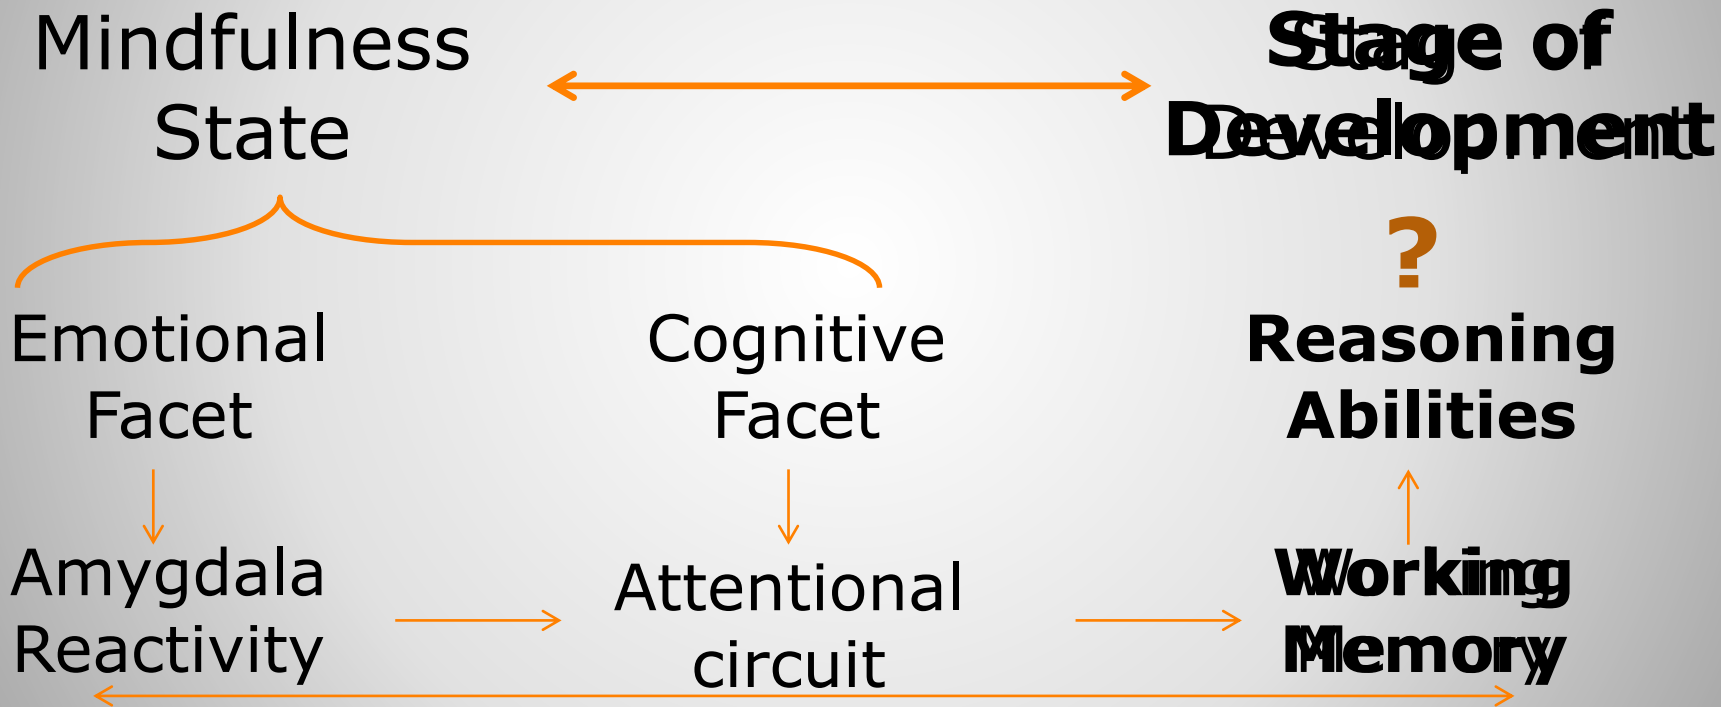 Mindfulness
State
Stage of
Development
?
Emotional
Facet
Cognitive
Facet
Reasoning
Abilities
Amygdala
Reactivity
Attentional
circuit
Working
Memory